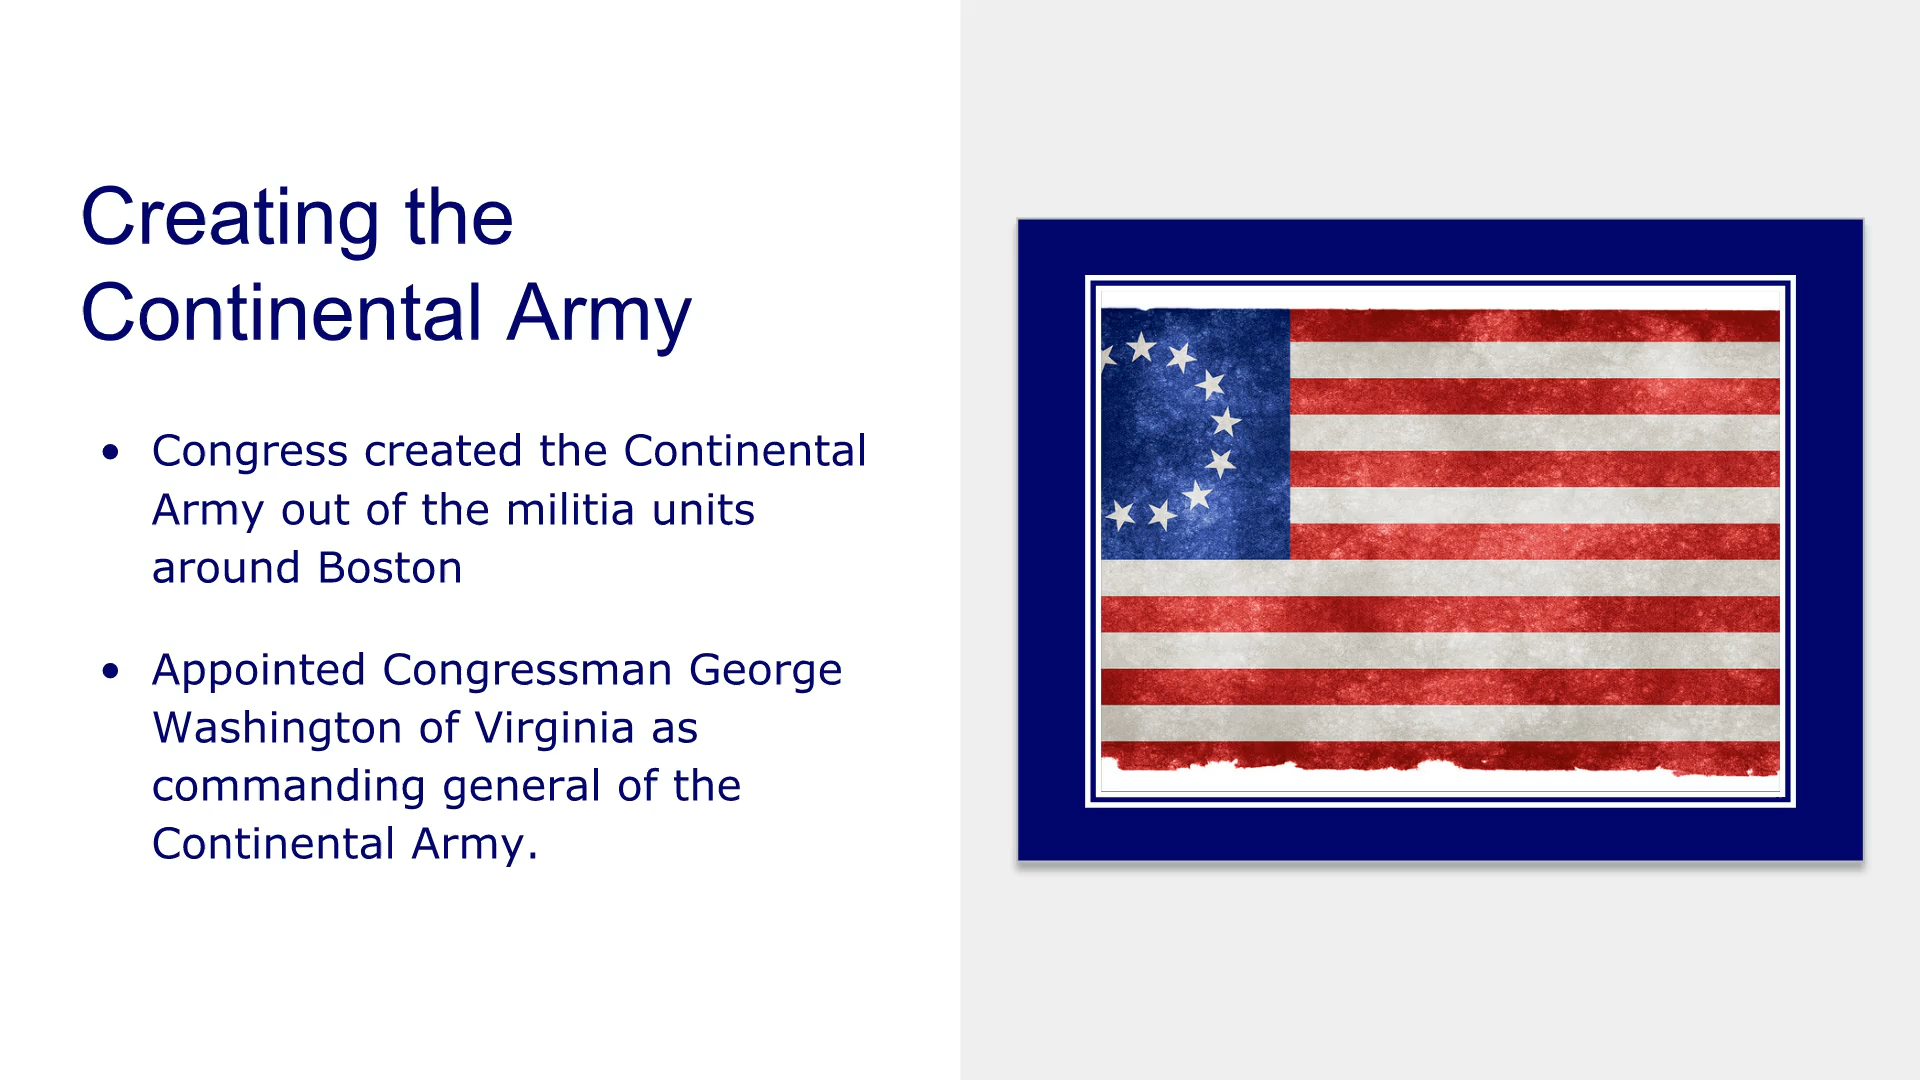 Creating the
Continental Army
• Congress created the Continental
Army out of the militia units
around Boston
• Appointed Congressman George
Washington of Virginia as
commanding general of the
Continental Army.